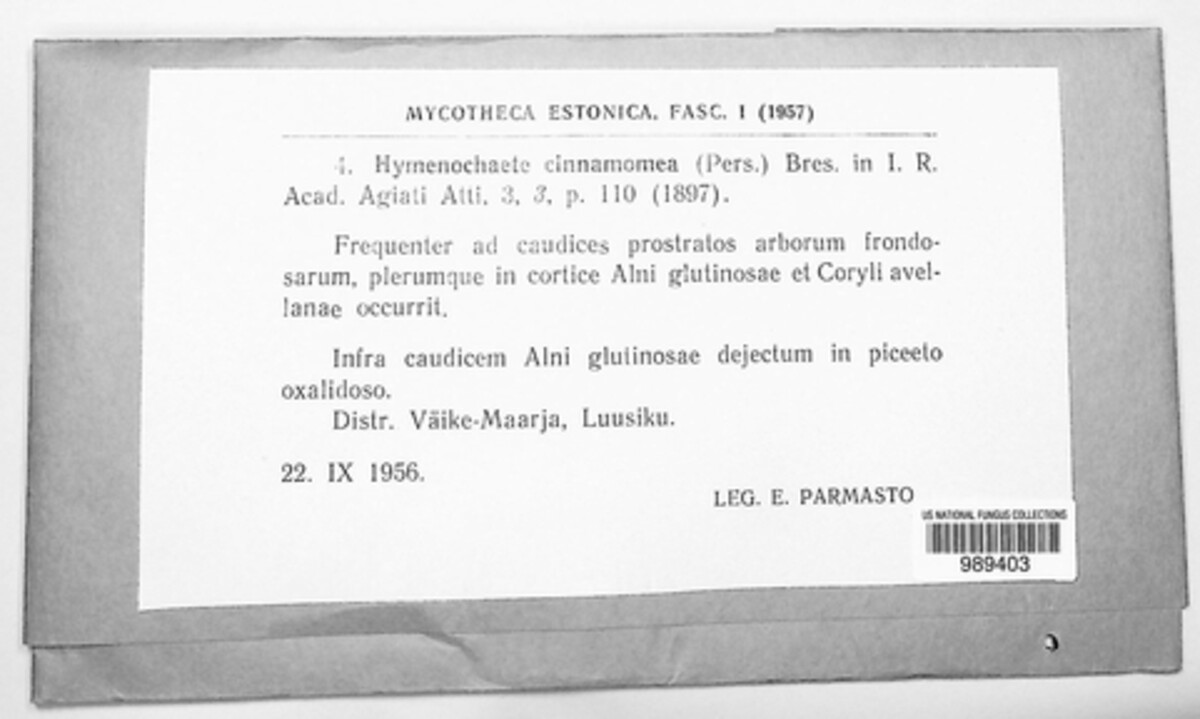 MYCOTHECA ESTONICA. FASC. I (1957)
4. Hymenochaete cinnamomea (Pers.) Bres. in I. R.
Acad. Agiati Atti. 3, 3, p. 110 (1897).
Frequenter ad caudices prostratos arborum frondo-
sarum, plerumque in cortice Alni glutinosae et Coryli avel-
lanae occurrit.
Infra caudicem Alni glutinosae dejectum in piceeto
oxalidoso.
Distr. Väike-Maarja, Luusiku.
22. IX 1956.
LEG. E. PARMASTO
US NATIONAL FUNGUS COLLECTIONS
989403